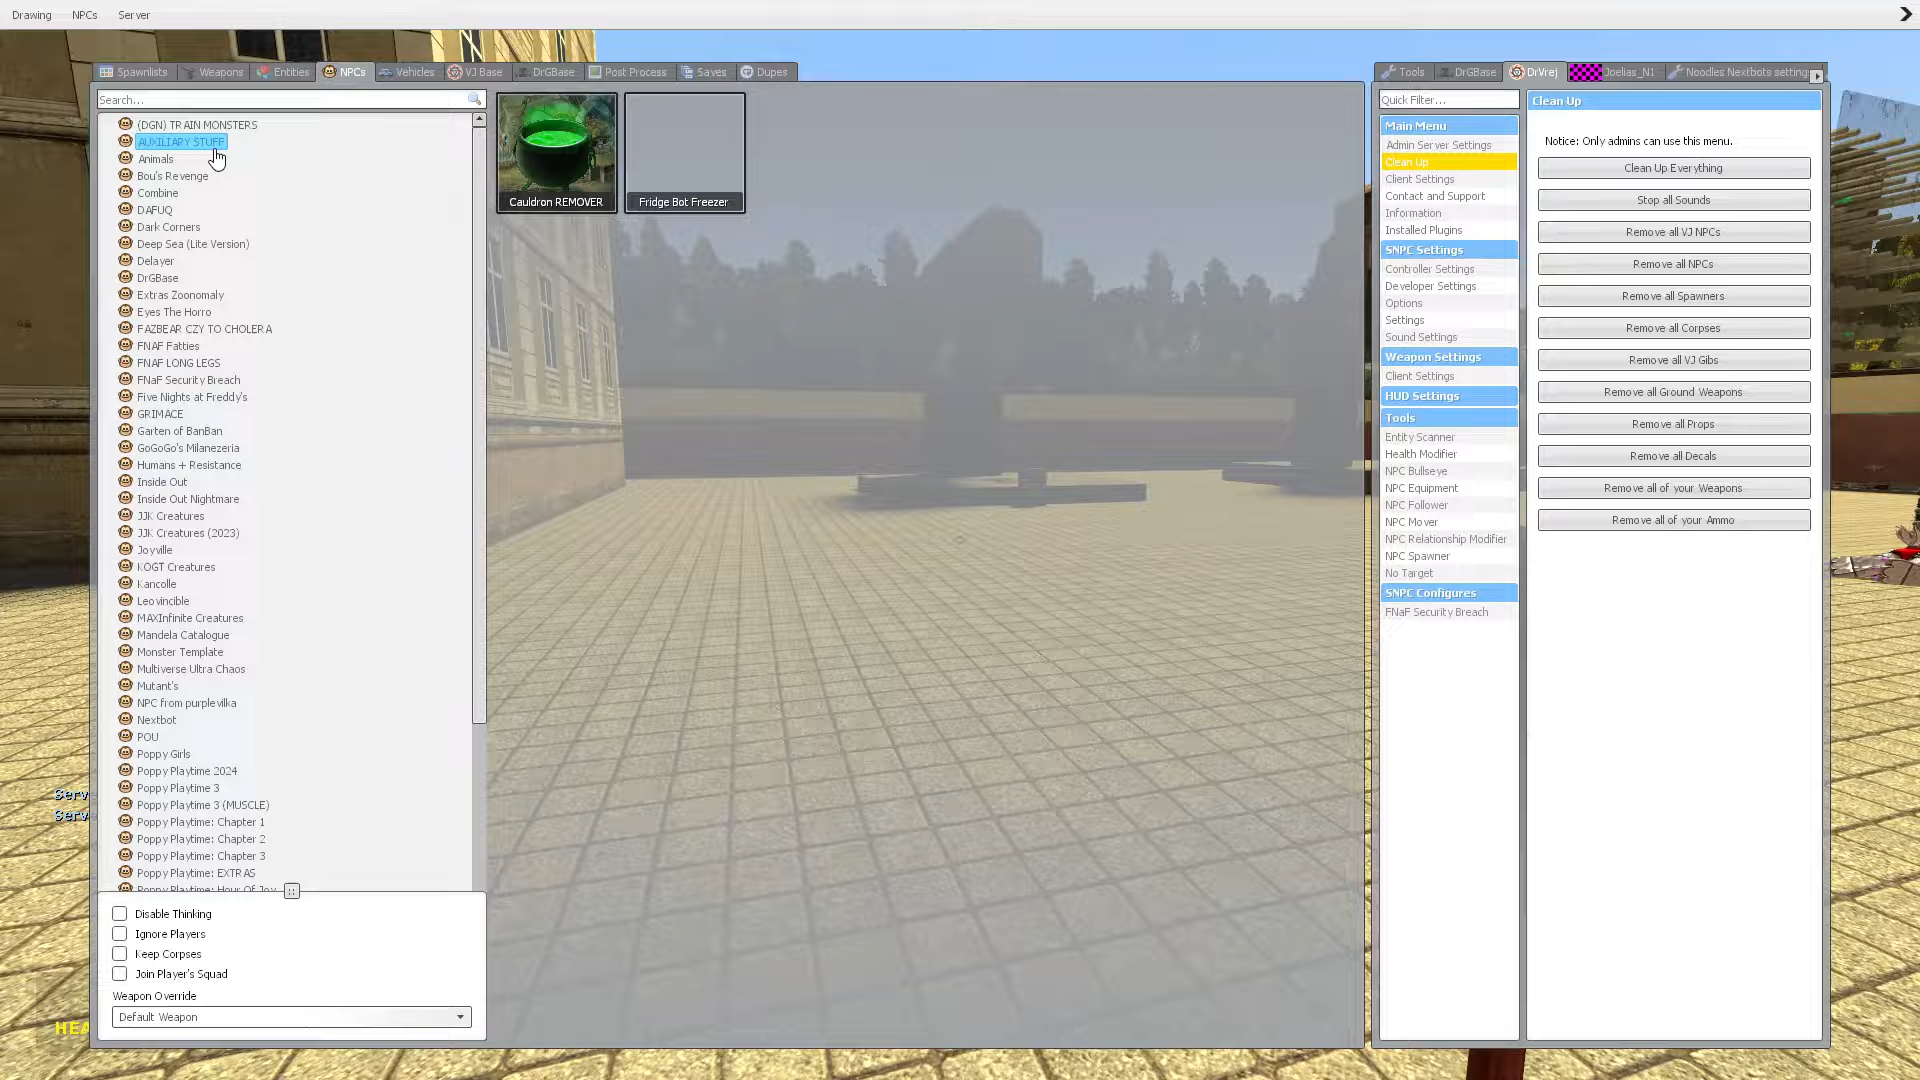 Drawing NPCs Server
Spawnlists Weapons Entities NPCs Vehicles VJ Base DrGBase Post Process Saves Dupes
Search...
(DGN) TRAIN MONSTERS
AUXILIARY STUFF
Animals
Bou's Revenge
Combine
DAFUQ
Dark Corners
Deep Sea (Lite Version)
Delayer
DrGBase
Extras Zoonomaly
Eyes The Horro
FAZBEAR CZY TO CHOLERA
FNAF Fatties
FNAF LONG LEGS
FNaF Security Breach
Five Nights at Freddy's
GRIMACE
Garten of BanBan
GoGoGo's Milanezeria
Humans + Resistance
Inside Out
Inside Out Nightmare
JJK Creatures
JJK Creatures (2023)
Joyville
KOGT Creatures
Kancolle
Leovincible
MAXInfinite Creatures
Mandela Catalogue
Monster Template
Multiverse Ultra Chaos
Mutant's
NPC from purplevilka
Nextbot
POU
Poppy Girls
Poppy Playtime 2024
Poppy Playtime 3
Poppy Playtime 3 (MUSCLE)
Poppy Playtime: Chapter 1
Poppy Playtime: Chapter 2
Poppy Playtime: Chapter 3
Poppy Playtime: EXTRAS
Poppy Playtime: Hour Of Joy
Disable Thinking
Ignore Players
Keep Corpses
Join Player's Squad
Weapon Override
Default Weapon
Cauldron REMOVER
Fridge Bot Freezer
Tools DrGBase DrVrej Joelias_N1 Noodles Nextbots setting
Quick Filter...
Main Menu
Admin Server Settings
Clean Up
Client Settings
Contact and Support
Information
Installed Plugins
SNPC Settings
Controller Settings
Developer Settings
Options
Settings
Sound Settings
Weapon Settings
Client Settings
HUD Settings
Tools
Entity Scanner
Health Modifier
NPC Bullseye
NPC Equipment
NPC Follower
NPC Mover
NPC Relationship Modifier
NPC Spawner
No Target
SNPC Configures
FNaF Security Breach
Clean Up
Notice: Only admins can use this menu.
Clean Up Everything
Stop all Sounds
Remove all VJ NPCs
Remove all NPCs
Remove all Spawners
Remove all Corpses
Remove all VJ Gibs
Remove all Ground Weapons
Remove all Props
Remove all Decals
Remove all of your Weapons
Remove all of your Ammo
Serv
Serv
HEA